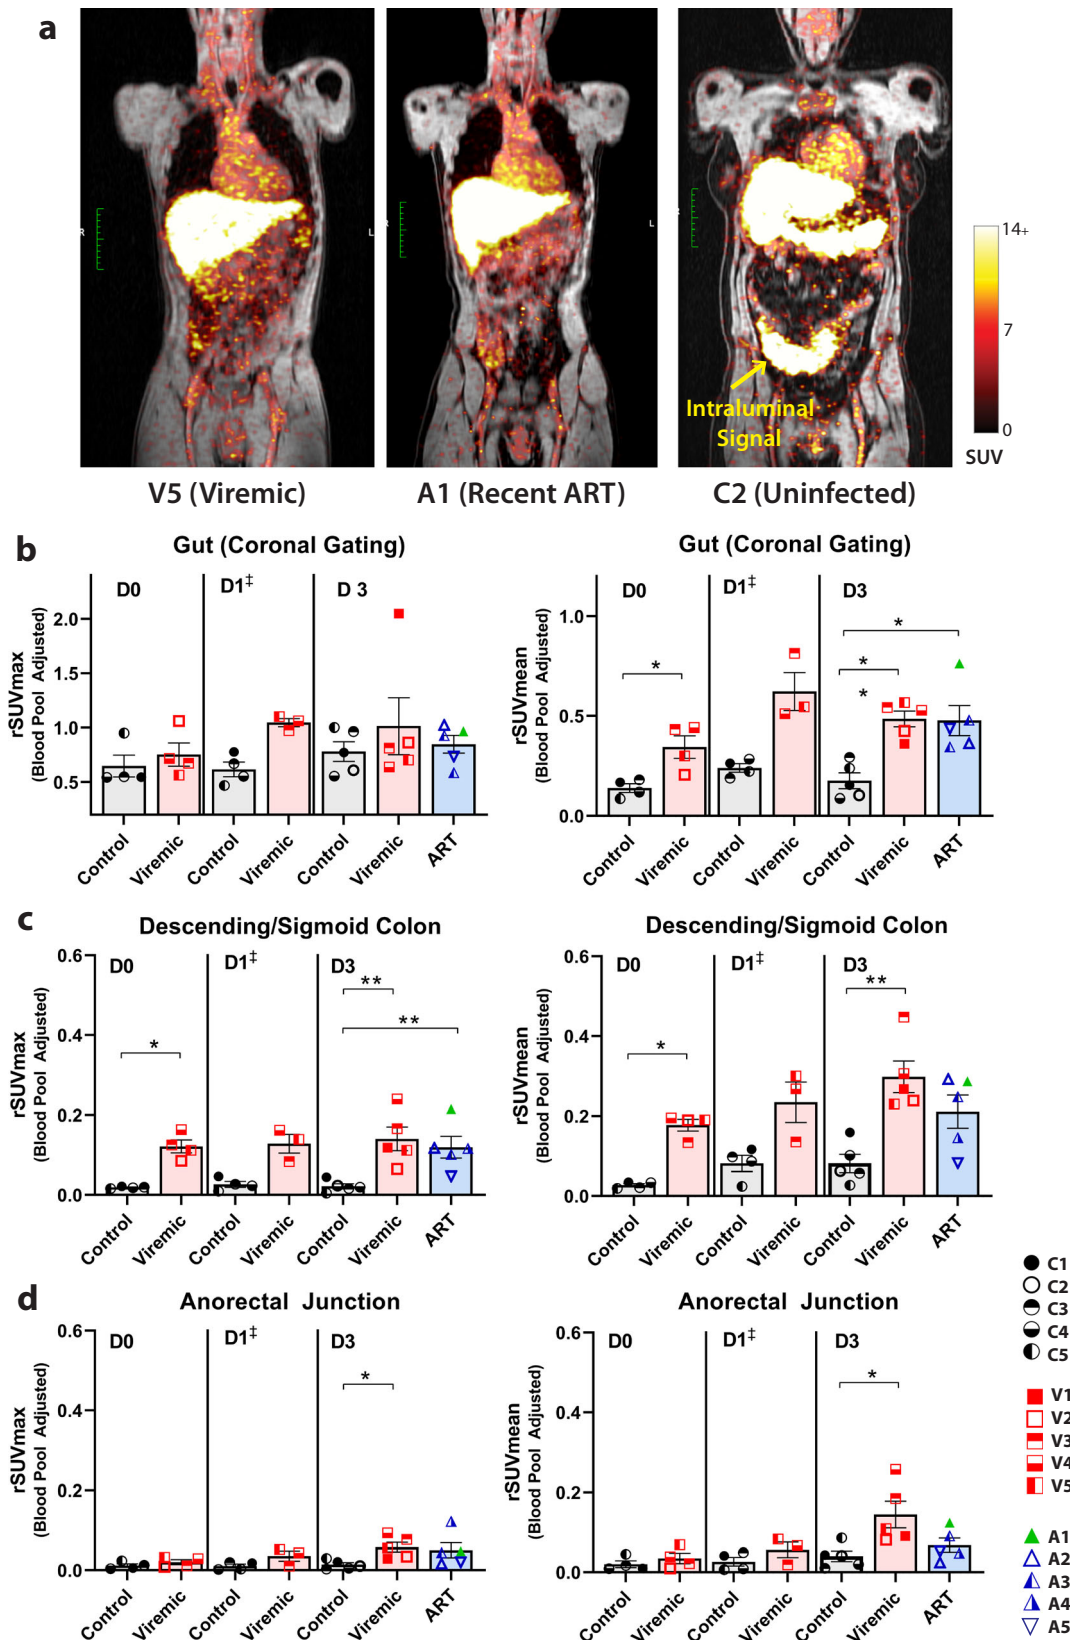 a
R
L
L
R
14+
7
0
SUV
Intraluminal
Signal
V5 (Viremic)
A1 (Recent ART)
C2 (Uninfected)
b
Gut (Coronal Gating)
D0
D1‡
D 3
rSUVmax
(Blood Pool Adjusted)
2.0
1.5
1.0
0.5
Control
Viremic
Control
Viremic
Control
Viremic
ART
Gut (Coronal Gating)
D0
D1‡
D3
rSUVmean
(Blood Pool Adjusted)
1.0
0.5
0.0
*
*
*
*
Control
Viremic
Control
Viremic
Control
Viremic
ART
c
Descending/Sigmoid Colon
D0
D1‡
D3
rSUVmax
(Blood Pool Adjusted)
0.6
0.4
0.2
0.0
*
**
**
Control
Viremic
Control
Viremic
Control
Viremic
ART
Descending/Sigmoid Colon
D0
D1‡
D3
rSUVmean
(Blood Pool Adjusted)
0.6
0.4
0.2
0.0
*
**
Control
Viremic
Control
Viremic
Control
Viremic
ART
d
Anorectal Junction
D0
D1‡
D3
rSUVmax
(Blood Pool Adjusted)
0.6
0.4
0.2
0.0
*
Control
Viremic
Control
Viremic
Control
Viremic
ART
Anorectal Junction
D0
D1‡
D3
rSUVmean
(Blood Pool Adjusted)
0.6
0.4
0.2
0.0
*
Control
Viremic
Control
Viremic
Control
Viremic
ART
C1
C2
C3
C4
C5
V1
V2
V3
V4
V5
A1
A2
A3
A4
A5